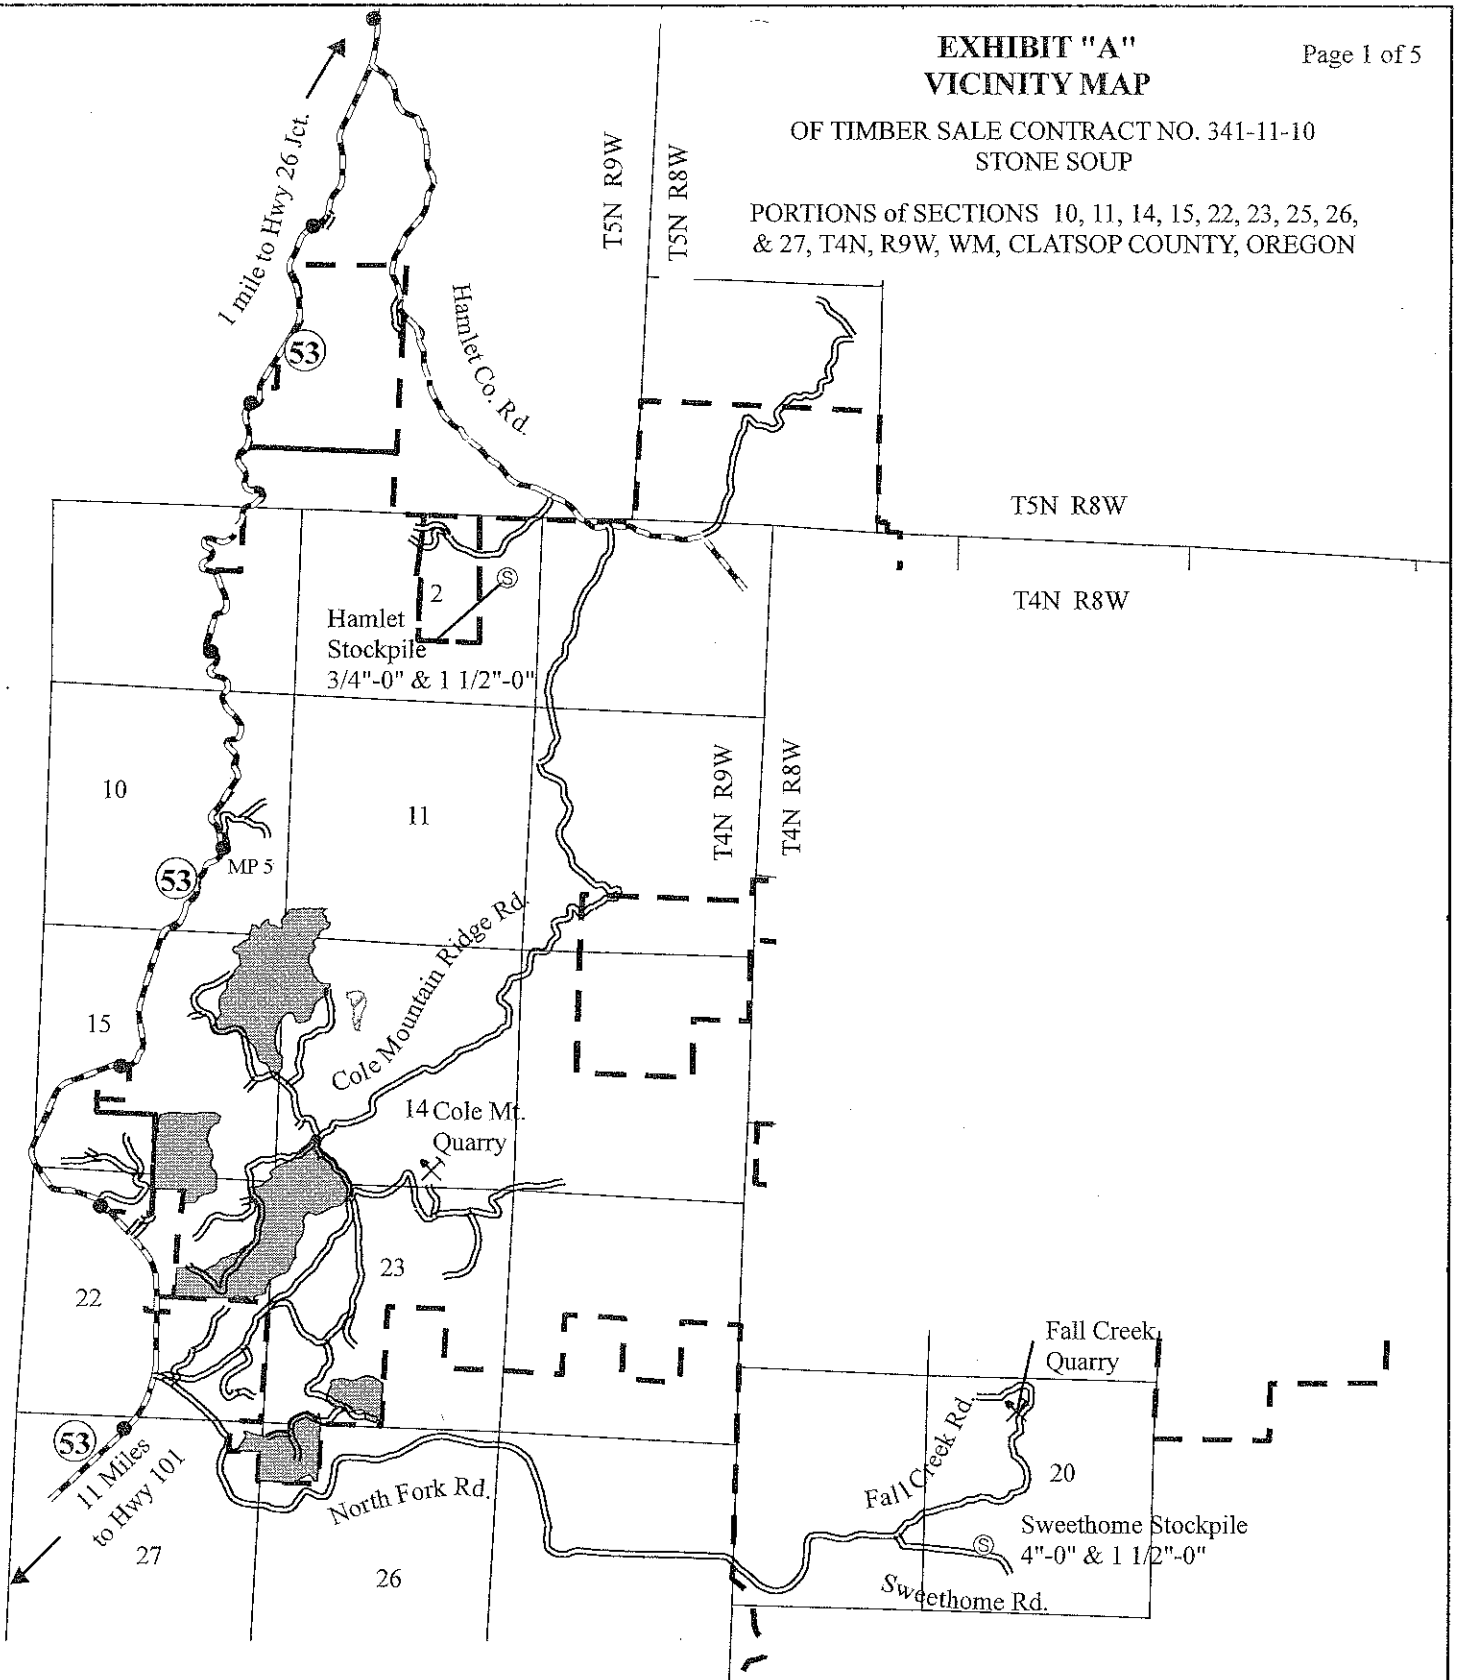 EXHIBIT "A"
Page 1 of 5
VICINITY MAP
OF TIMBER SALE CONTRACT NO. 341-11-10
STONE SOUP
PORTIONS of SECTIONS 10, 11, 14, 15, 22, 23, 25, 26,
& 27, T4N, R9W, WM, CLATSOP COUNTY, OREGON
1 mile to Hwy 26 Jct.
T5N R9W
T5N R8W
53
Hamlet Co. Rd.
T5N R8W
T4N R8W
2
S
Hamlet
Stockpile
3/4"-0" & 1 1/2"-0"
10
11
T4N R9W
T4N R8W
53
MP 5
Cole Mountain Ridge Rd.
15
14
Cole Mt.
Quarry
23
22
Fall Creek
Quarry
53
11 Miles
to Hwy 101
North Fork Rd.
Fall Creek Rd.
20
Sweethome Stockpile
4"-0" & 1 1/2"-0"
S
Sweethome Rd.
27
26